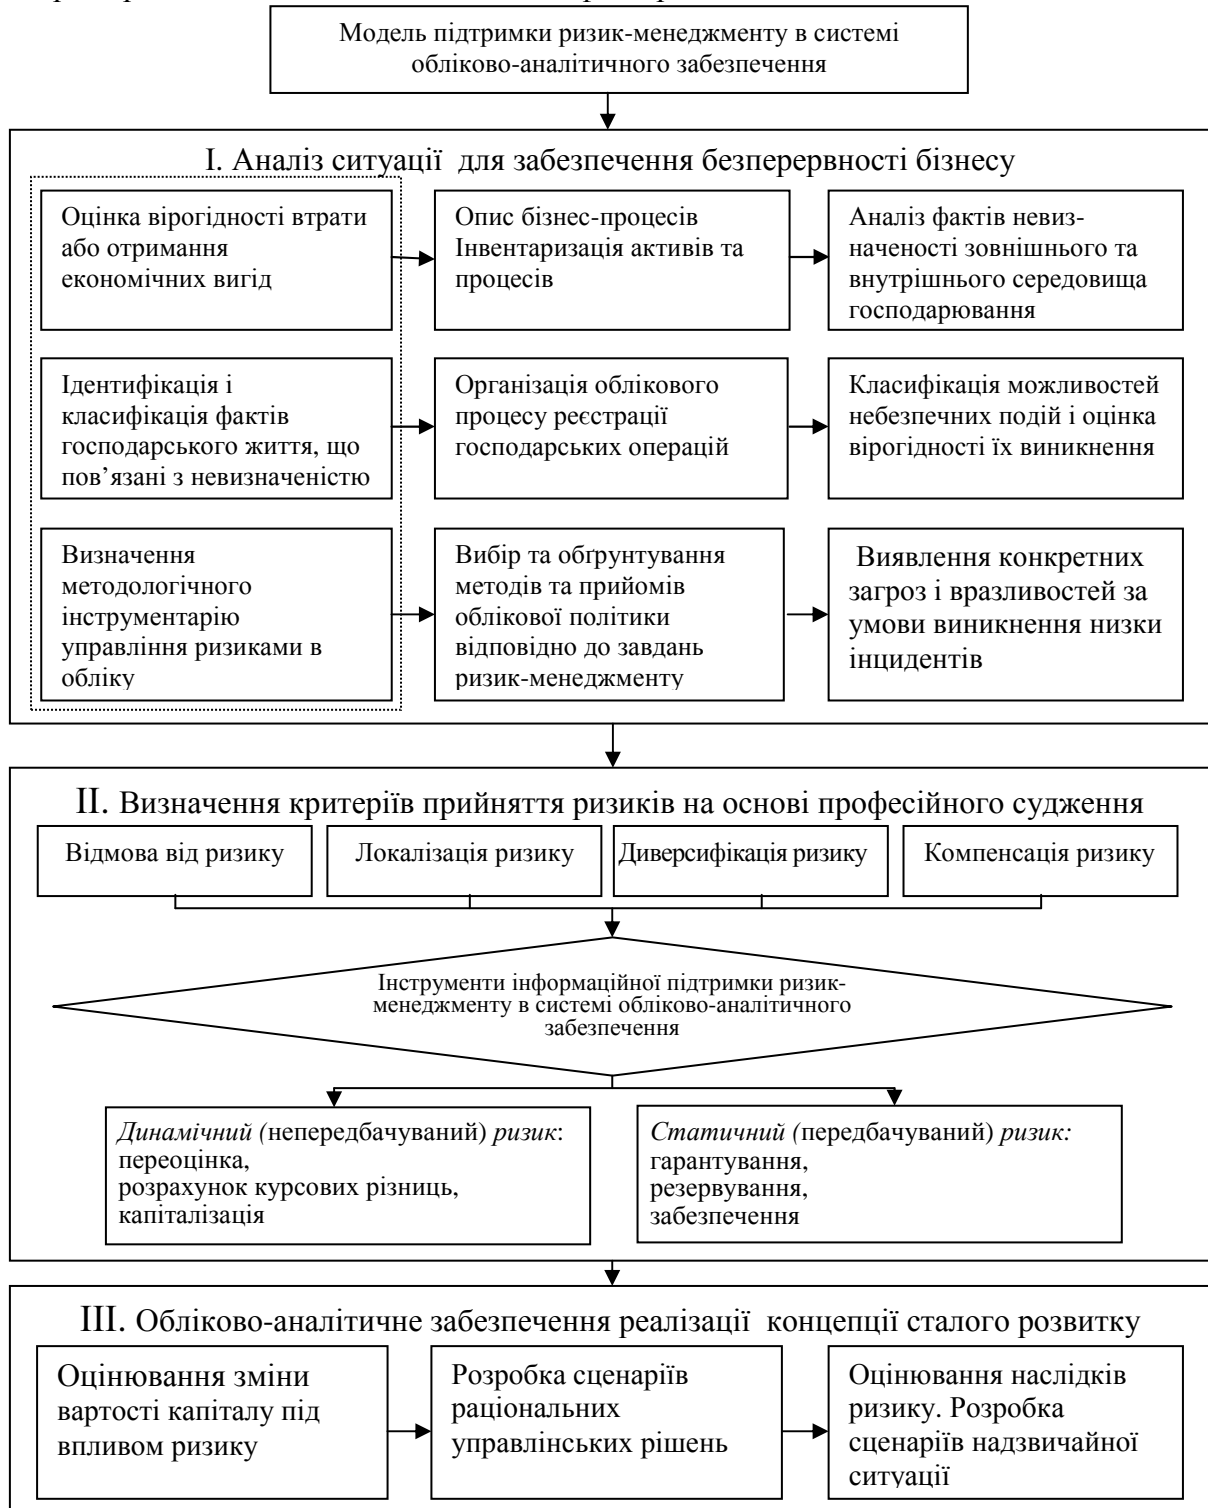 Модель підтримки ризик-менеджменту в системі
обліково-аналітичного забезпечення
І. Аналіз ситуації для забезпечення безперервності бізнесу
Оцінка вірогідності втрати
або отримання
економічних вигід
Опис бізнес-процесів
Інвентаризація активів та
процесів
Аналіз фактів невиз-
наченості зовнішнього та
внутрішнього середовища
господарювання
Ідентифікація і
класифікація фактів
господарського життя, що
пов’язані з невизначеністю
Організація облікового
процесу реєстрації
господарських операцій
Класифікація можливостей
небезпечних подій і оцінка
вірогідності їх виникнення
Визначення
методологічного
інструментарію
управління ризиками в
обліку
Вибір та обґрунтування
методів та прийомів
облікової політики
відповідно до завдань
ризик-менеджменту
Виявлення конкретних
загроз і вразливостей за
умови виникнення низки
інцидентів
ІІ. Визначення критеріїв прийняття ризиків на основі професійного судження
Відмова від ризику
Локалізація ризику
Диверсифікація ризику
Компенсація ризику
Інструменти інформаційної підтримки ризик-
менеджменту в системі обліково-аналітичного
забезпечення
Динамічний (непередбачуваний) ризик:
переоцінка,
розрахунок курсових різниць,
капіталізація
Статичний (передбачуваний) ризик:
гарантування,
резервування,
забезпечення
ІІІ. Обліково-аналітичне забезпечення реалізації концепції сталого розвитку
Оцінювання зміни
вартості капіталу під
впливом ризику
Розробка сценаріїв
раціональних
управлінських рішень
Оцінювання наслідків
ризику. Розробка
сценаріїв надзвичайної
ситуації